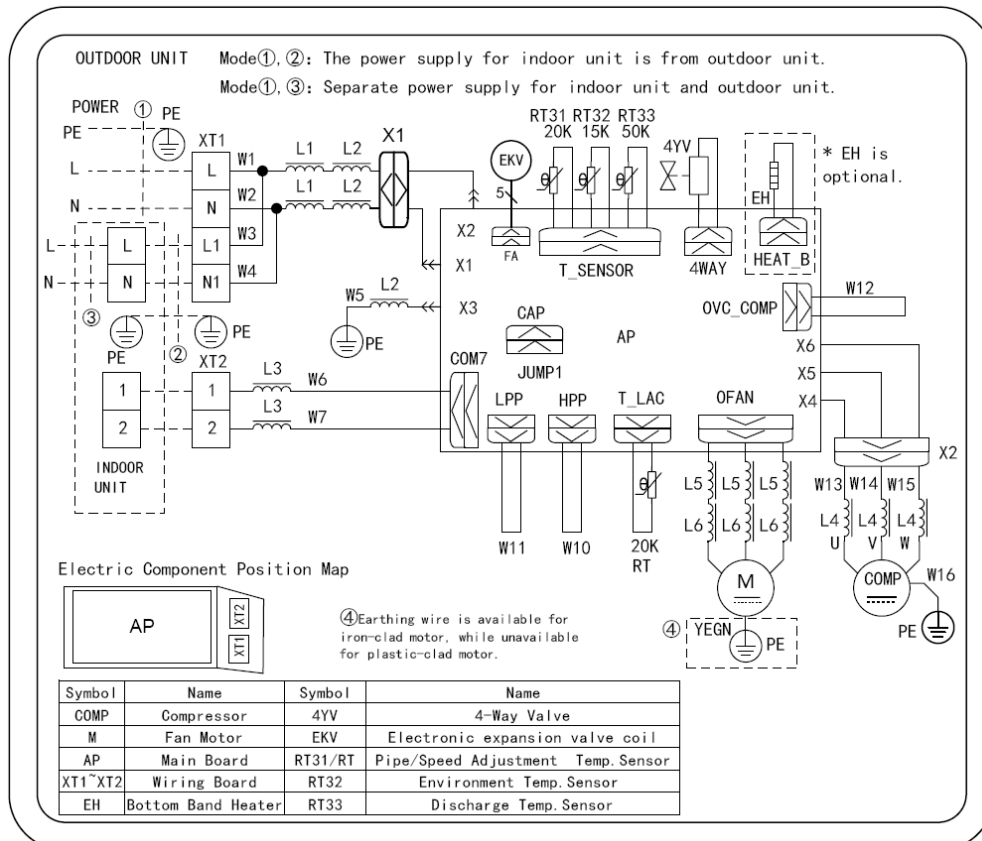 OUTDOOR UNIT Mode①,②: The power supply for indoor unit is from outdoor unit.
Mode①,③: Separate power supply for indoor unit and outdoor unit.
POWER ① PE
PE
XT1
X1
RT31 RT32 RT33
20K 15K 50K
4YV
EKV
* EH is
optional.
L L W1 L1 L2
N N W2 L1 L2
5
EH
L L L1 W3
N N N1 W4
X2
X1
FA
T_SENSOR
4WAY
HEAT_B
W5 L2 X3
PE
③
PE ② PE
CAP
JUMP1
AP
OVC_COMP
W12
X6
X5
X4
XT2
COM7
1 1 L3 W6
2 2 L3 W7
INDOOR
UNIT
LPP HPP T_LAC OFAN
X2
θ θ θ θ
L5 L5 L5
L6 L6 L6
W13 W14 W15
L4 L4 L4
U V W
W11 W10 20K
RT
M
COMP
W16
PE
④ YEGN
PE
Electric Component Position Map
AP
XT2
XT1
④Earthing wire is available for
iron-clad motor, while unavailable
for plastic-clad motor.
Symbol Name Symbol Name
COMP Compressor 4YV 4-Way Valve
M Fan Motor EKV Electronic expansion valve coil
AP Main Board RT31/RT Pipe/Speed Adjustment Temp.Sensor
XT1~XT2 Wiring Board RT32 Environment Temp.Sensor
EH Bottom Band Heater RT33 Discharge Temp.Sensor